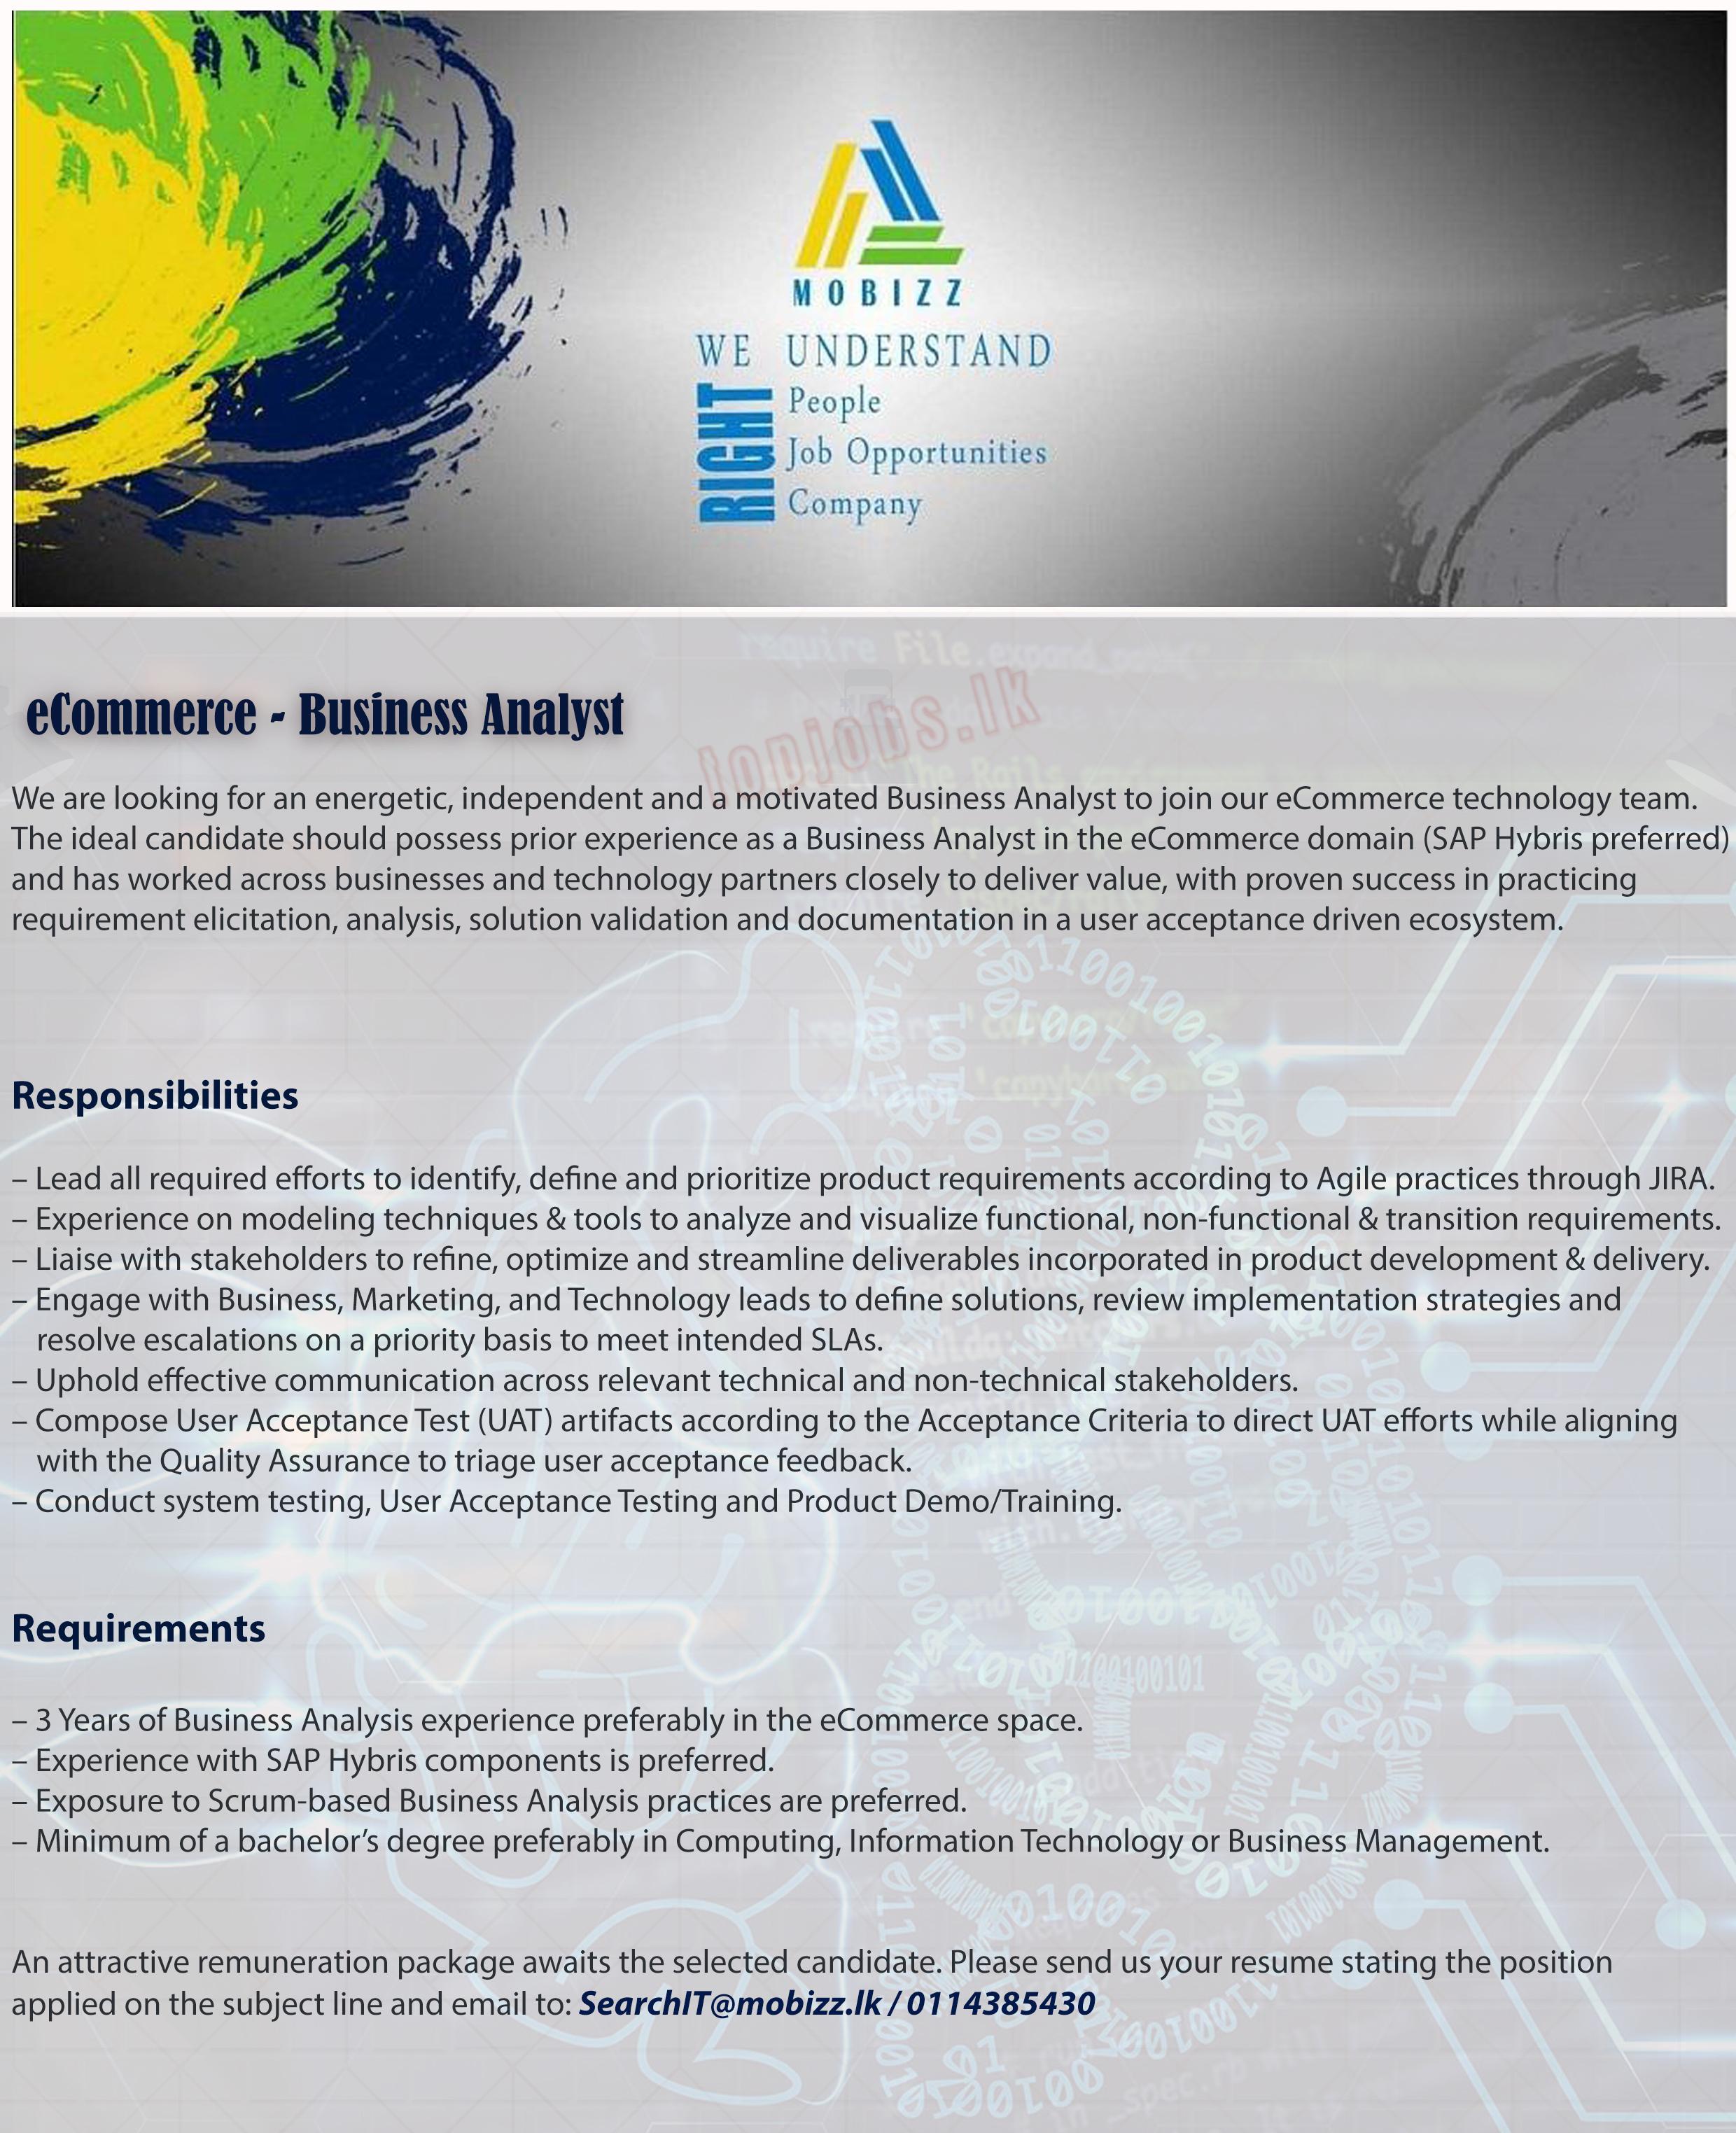 MOBIZZ
WE UNDERSTAND
RIGHT
People
Job Opportunities
Company
eCommerce - Business Analyst
topjobs.lk
We are looking for an energetic, independent and a motivated Business Analyst to join our eCommerce technology team.
The ideal candidate should possess prior experience as a Business Analyst in the eCommerce domain (SAP Hybris preferred)
and has worked across businesses and technology partners closely to deliver value, with proven success in practicing
requirement elicitation, analysis, solution validation and documentation in a user acceptance driven ecosystem.
Responsibilities
– Lead all required efforts to identify, define and prioritize product requirements according to Agile practices through JIRA.
– Experience on modeling techniques & tools to analyze and visualize functional, non-functional & transition requirements.
– Liaise with stakeholders to refine, optimize and streamline deliverables incorporated in product development & delivery.
– Engage with Business, Marketing, and Technology leads to define solutions, review implementation strategies and
resolve escalations on a priority basis to meet intended SLAs.
– Uphold effective communication across relevant technical and non-technical stakeholders.
– Compose User Acceptance Test (UAT) artifacts according to the Acceptance Criteria to direct UAT efforts while aligning
with the Quality Assurance to triage user acceptance feedback.
– Conduct system testing, User Acceptance Testing and Product Demo/Training.
Requirements
– 3 Years of Business Analysis experience preferably in the eCommerce space.
– Experience with SAP Hybris components is preferred.
– Exposure to Scrum-based Business Analysis practices are preferred.
– Minimum of a bachelor’s degree preferably in Computing, Information Technology or Business Management.
An attractive remuneration package awaits the selected candidate. Please send us your resume stating the position
applied on the subject line and email to: SearchIT@mobizz.lk / 0114385430